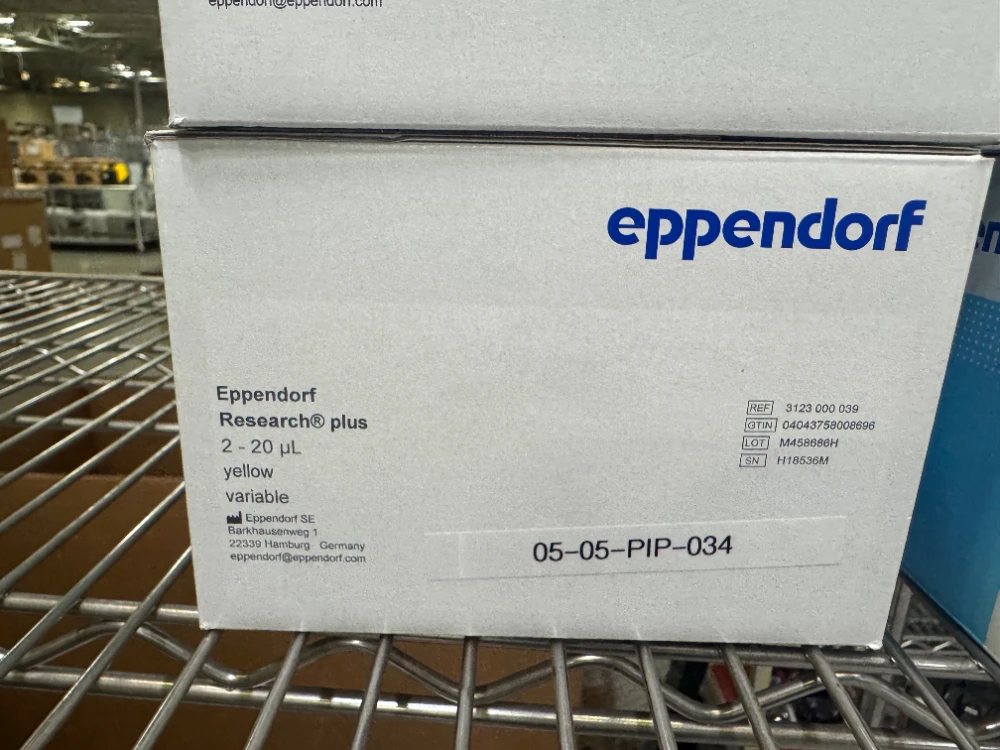 eppendorf@eppendorf.com
eppendorf
Eppendorf
Research® plus
2 - 20 µL
yellow
variable
Eppendorf SE
Barkhausenweg 1
22339 Hamburg Germany
eppendorf@eppendorf.com
REF 3123 000 039
GTIN 04043758008696
LOT M458686H
SN H18536M
05-05-PIP-034
en